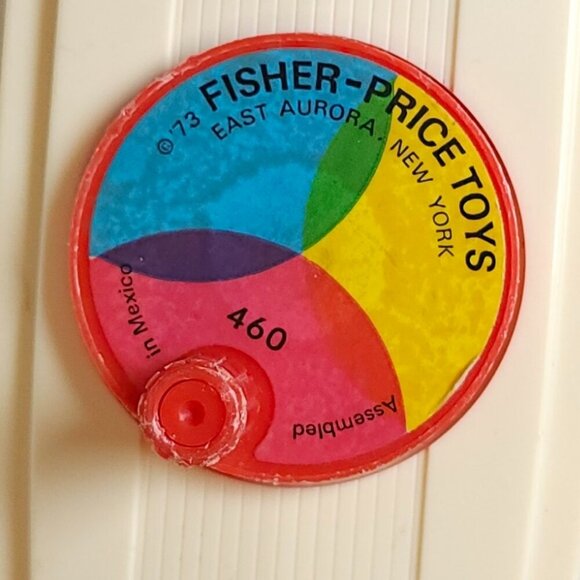 © '73 FISHER-PRICE TOYS
EAST AURORA, NEW YORK
460
Assembled in Mexico